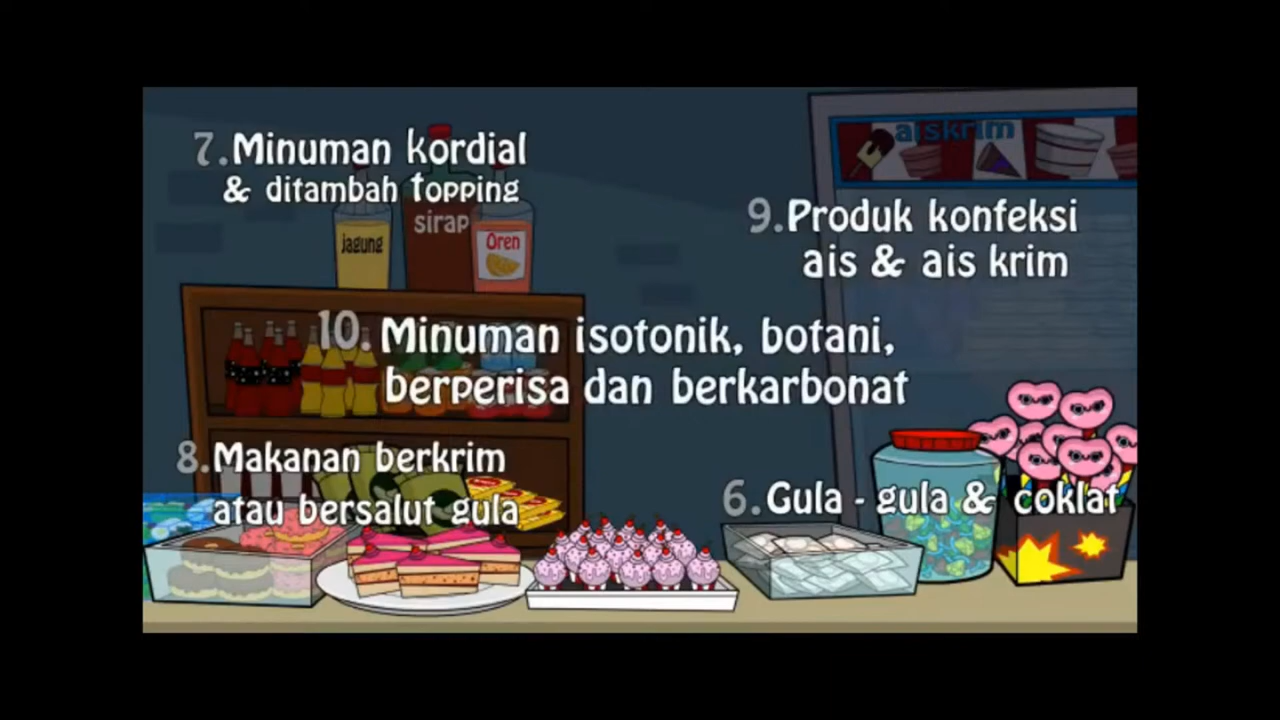 7.Minuman kordial
& ditambah topping
sirap
jagung
Oren
aiskrim
9.Produk konfeksi
ais & ais krim
10. Minuman isotonik, botani,
berperisa dan berkarbonat
8.Makanan berkrim
atau bersalut gula
6.Gula - gula & coklat